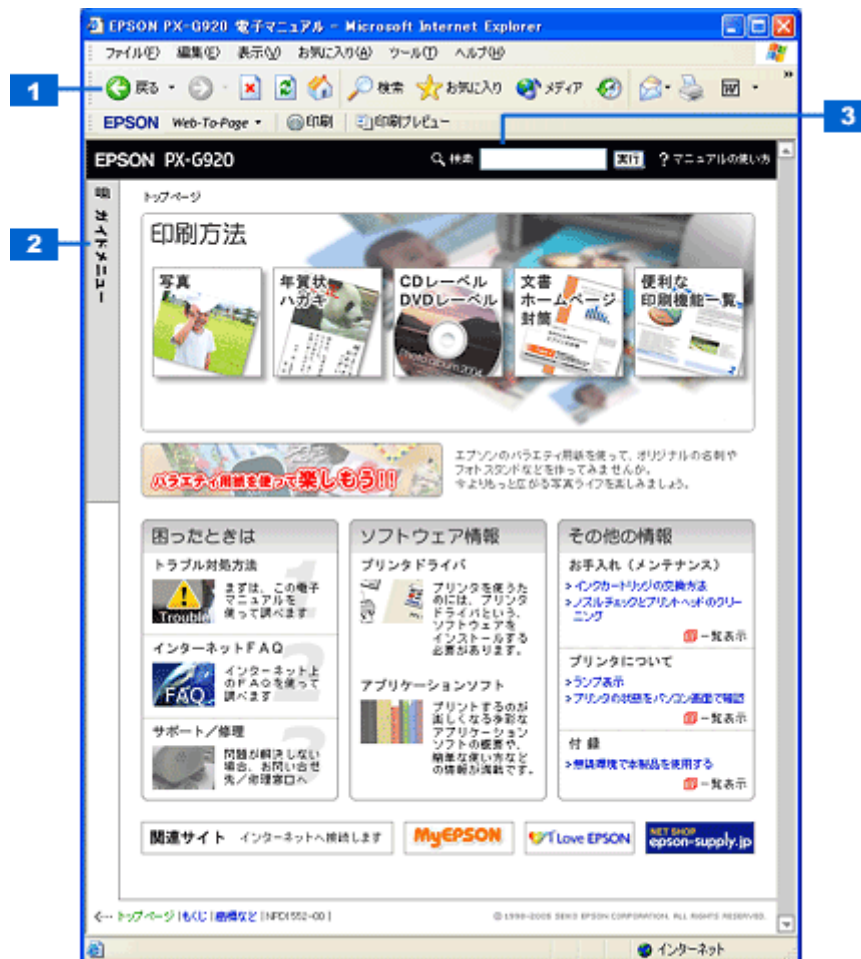 EPSON PX-G920 電子マニュアル - Microsoft Internet Explorer
ファイル(F) 編集(E) 表示(V) お気に入り(A) ツール(T) ヘルプ(H)
1
戻る 検索 お気に入り メディア
EPSON Web-To-Page 印刷 印刷プレビュー
3
EPSON PX-G920 検索 実行 ? マニュアルの使い方
2
ガイドメニュー
トップページ
印刷方法
写真
年賀状
ハガキ
CDレーベル
DVDレーベル
photo album 2004
文書
ホームページ
封筒
便利な
印刷機能一覧
バラエティ用紙を使って楽しもう!!
エプソンのバラエティ用紙を使って、オリジナルの名刺や
フォトスタンドなどを作ってみませんか。
今よりもっと広がる写真ライフを楽しみましょう。
困ったときは
トラブル対処方法
1
Trouble
まずは、この電子
マニュアルを
使って調べます
インターネットFAQ
2
FAQ
インターネット上
のFAQを使って
調べます
サポート/修理
3
問題が解決しない
場合、お問い合せ
先/修理窓口へ
ソフトウェア情報
プリンタドライバ
プリンタを使うた
めには、プリンタ
ドライバという、
ソフトウェアを
インストールする
必要があります。
アプリケーションソフト
プリントするのが
楽しくなる多彩な
アプリケーション
ソフトの概要や、
簡単な使い方など
の情報が満載です。
その他の情報
お手入れ(メンテナンス)
>インクカートリッジの交換方法
>ノズルチェックとプリントヘッドのクリー
ニング
一覧表示
プリンタについて
>ランプ表示
>プリンタの状態をパソコン画面で確認
一覧表示
付 録
>無線環境で本製品を使用する
一覧表示
関連サイト インターネットへ接続します
MyEPSON
I Love EPSON
NET SHOP
epson-supply.jp
トップページ |もくじ |商標など |NPD1552-00 |
© 1998-2005 SEIKO EPSON CORPORATION. ALL RIGHTS RESERVED.
インターネット